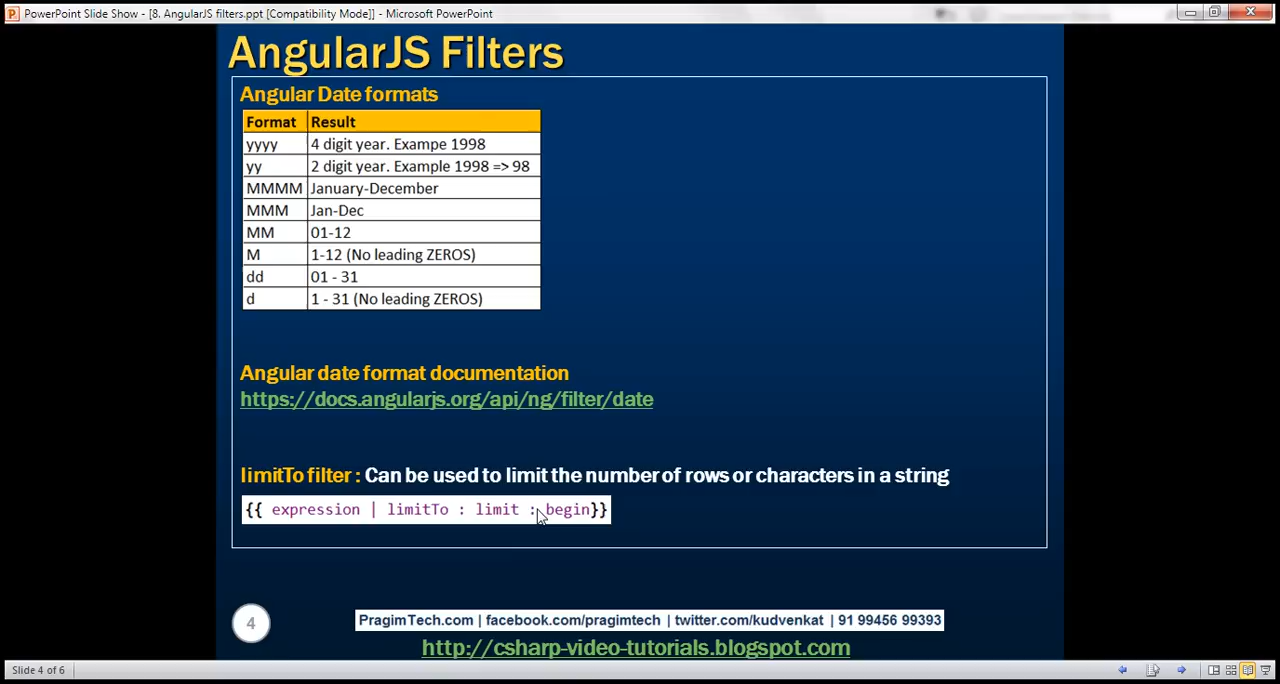 PowerPoint Slide Show - [8. AngularJS filters.ppt [Compatibility Mode]] - Microsoft PowerPoint
AngularJS Filters
Angular Date formats
Format Result
yyyy 4 digit year. Exampe 1998
yy 2 digit year. Example 1998 => 98
MMMM January-December
MMM Jan-Dec
MM 01-12
M 1-12 (No leading ZEROS)
dd 01 - 31
d 1 - 31 (No leading ZEROS)
Angular date format documentation
https://docs.angularjs.org/api/ng/filter/date
limitTo filter : Can be used to limit the number of rows or characters in a string
{{ expression | limitTo : limit : begin}}
4
PragimTech.com | facebook.com/pragimtech | twitter.com/kudvenkat | 91 99456 99393
http://csharp-video-tutorials.blogspot.com
Slide 4 of 6